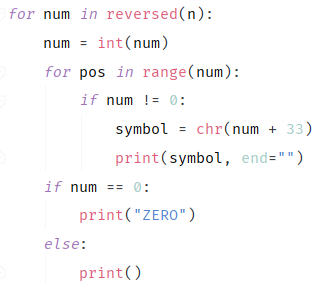 for num in reversed(n):
    num = int(num)
    for pos in range(num):
        if num != 0:
            symbol = chr(num + 33)
            print(symbol, end="")
    if num == 0:
        print("ZERO")
    else:
        print()